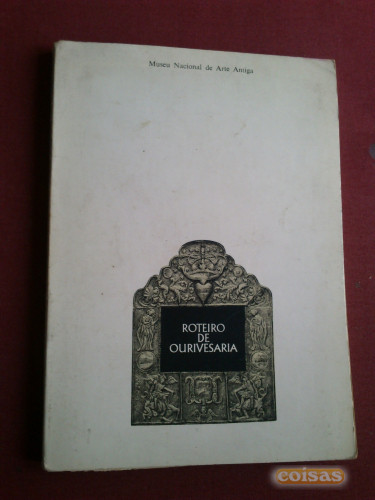 Museu Nacional de Arte Antiga
ROTEIRO
DE
OURIVESARIA
coisas